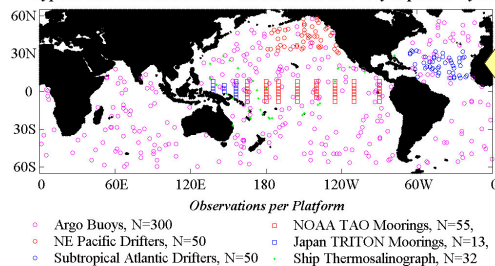 60N
30N
0
30S
60S
0 60E 120E 180 120W 60W 0
Observations per Platform
Argo Buoys, N=300
NE Pacific Drifters, N=50
Subtropical Atlantic Drifters, N=50
NOAA TAO Moorings, N=55,
Japan TRITON Moorings, N=13,
Ship Thermosalinograph, N=32